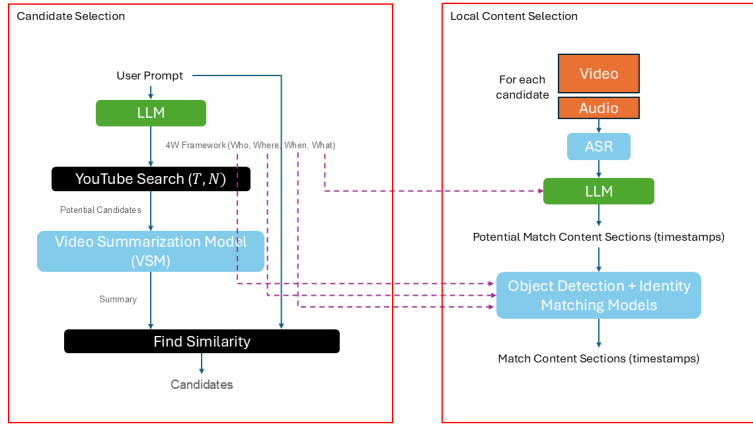 Candidate Selection
User Prompt
LLM
4W Framework (Who, Where, When, What)
YouTube Search (T, N)
Potential Candidates
Video Summarization Model
(VSM)
Summary
Find Similarity
Candidates
Local Content Selection
For each
candidate
Video
Audio
ASR
LLM
Potential Match Content Sections (timestamps)
Object Detection + Identity
Matching Models
Match Content Sections (timestamps)